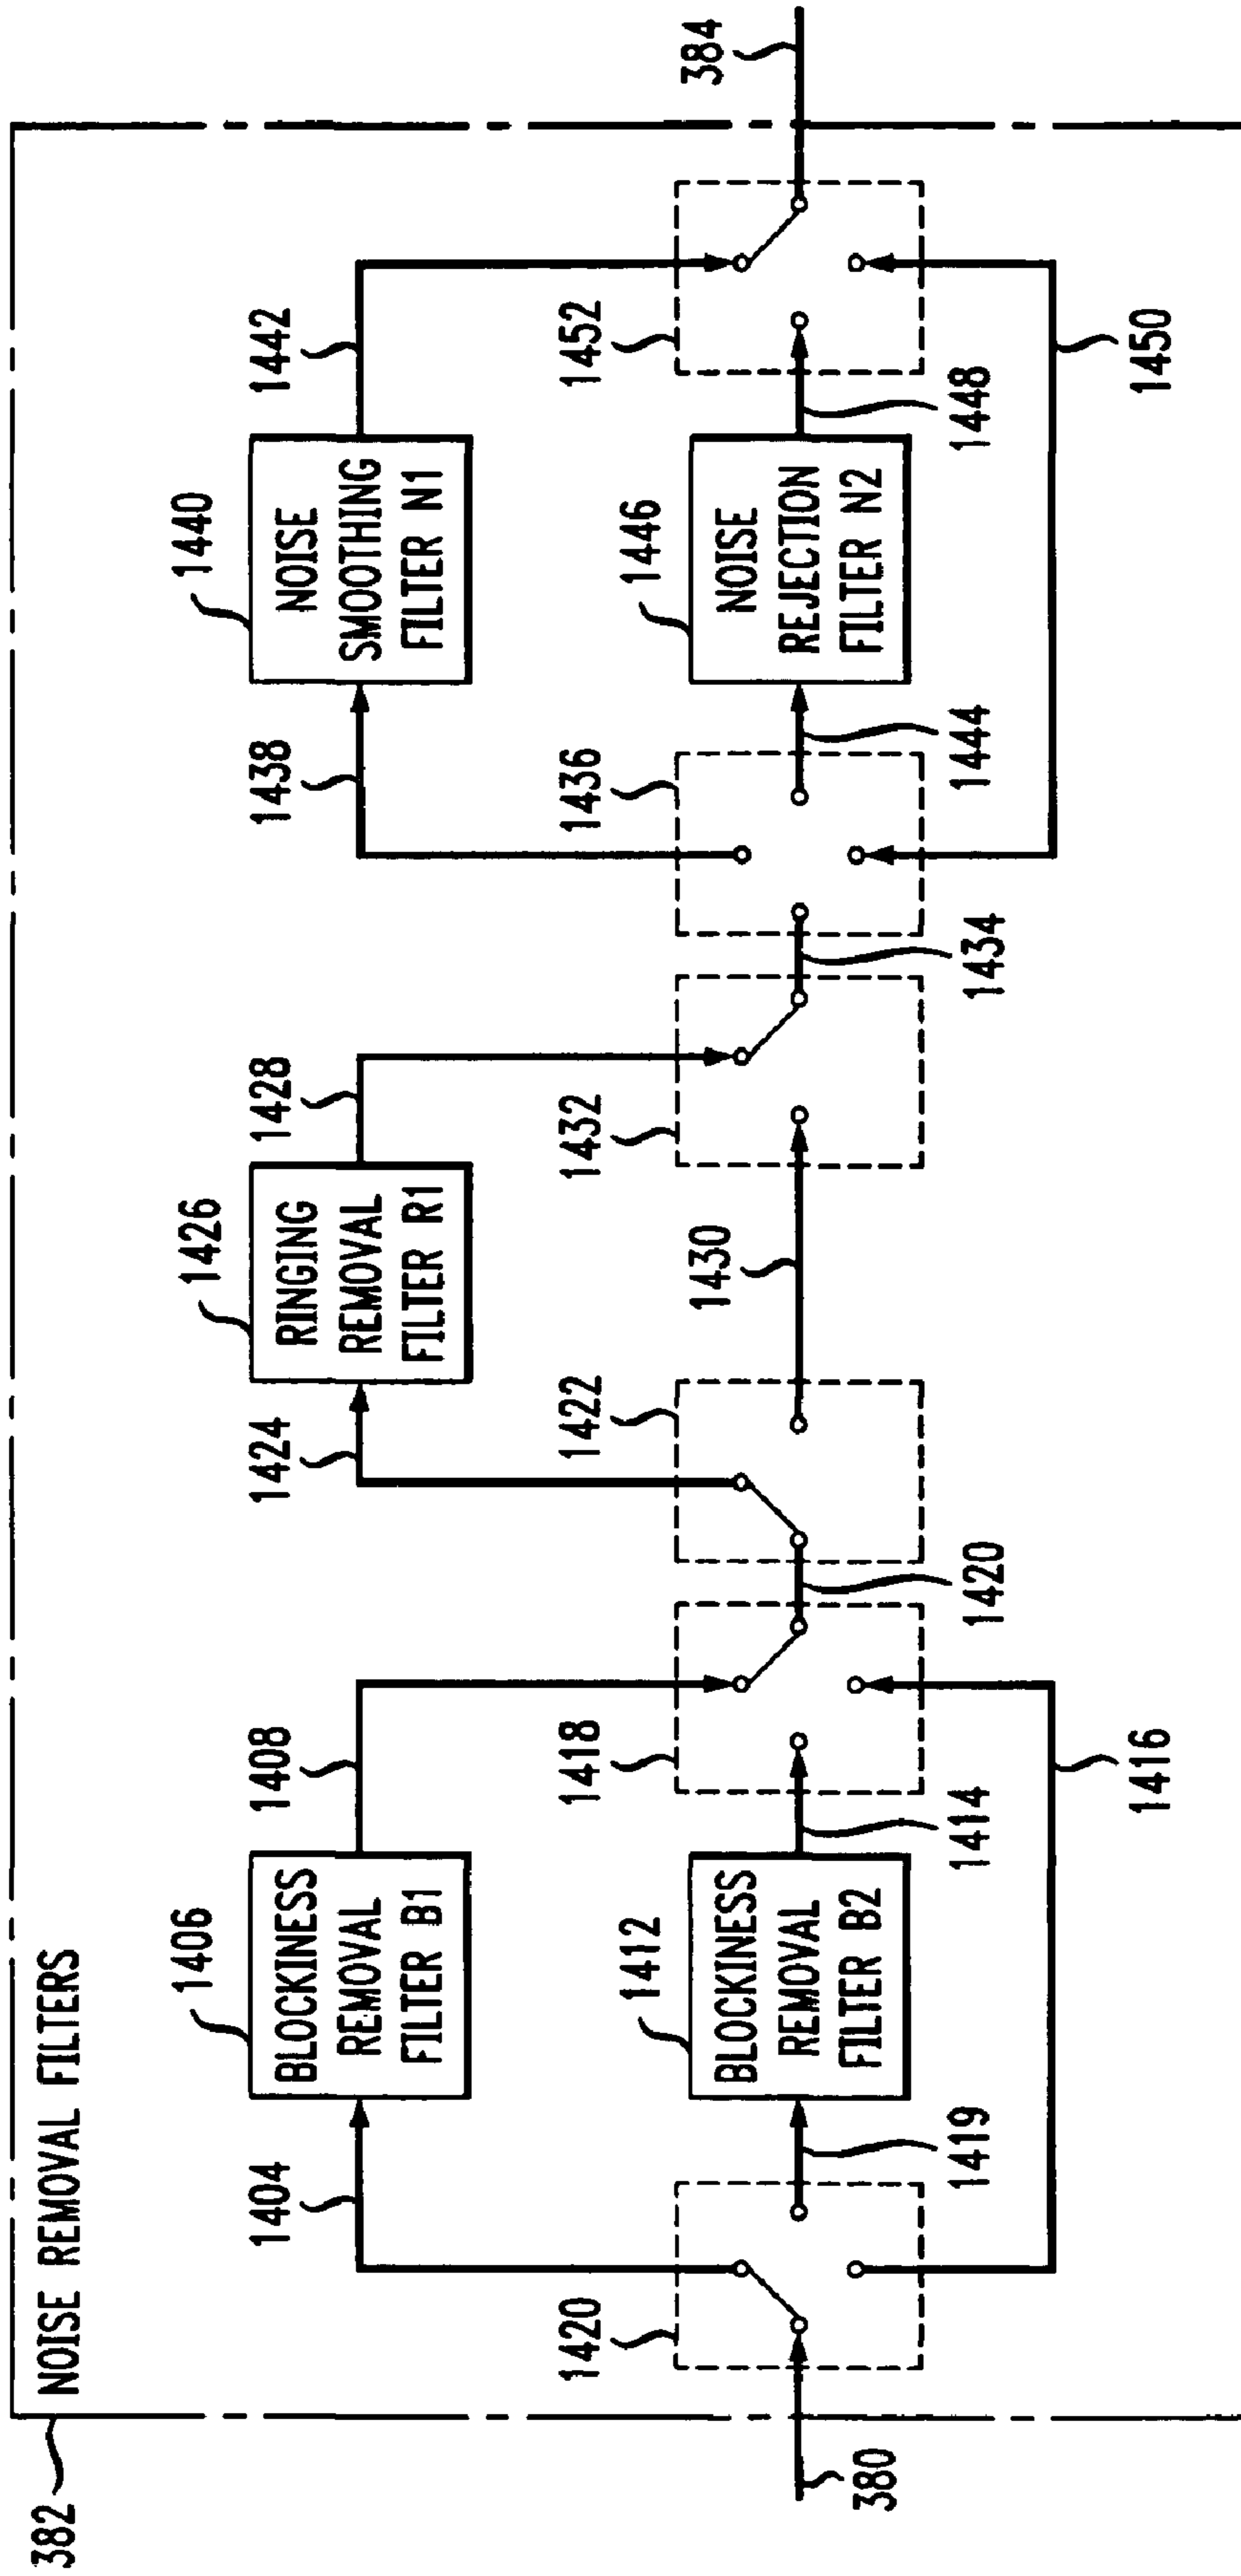 382
NOISE REMOVAL FILTERS
1406
1426
1440
BLOCKINESS
REMOVAL
FILTER B1
RINGING
REMOVAL
FILTER R1
NOISE
SMOOTHING
FILTER N1
1404
1408
1424
1428
1438
1442
1420
1418
1422
1432
1436
1452
1412
1446
BLOCKINESS
REMOVAL
FILTER B2
NOISE
REJECTION
FILTER N2
380
1430
384
1419
1414
1420
1434
1444
1448
1416
1450